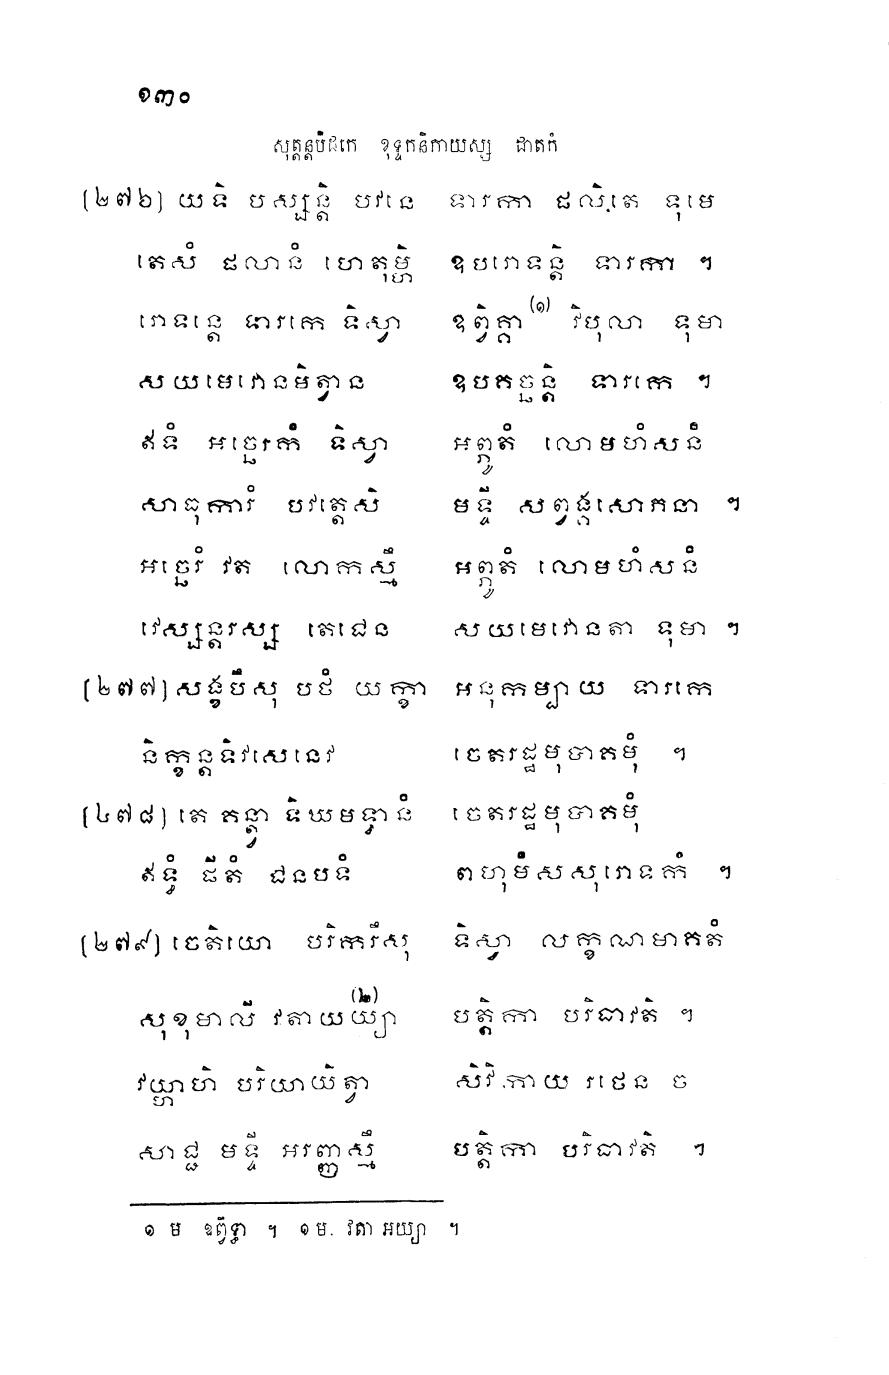 ១៣០
សុត្តន្តបិដកេ ខុទ្ទកនិកាយស្ស ជាតកំ
[២៧៦] យទិ បស្សន្តិ បវនេ ទារកា ផលិតេ ទុមេ
តេសំ ផលានំ ហេតុម្ហិ ឧបរោទន្តិ ទារកា ។
រោទន្តេ ទារកេ ទិស្វា ឧព្វិគ្គា (១) វិបុលា ទុមា
សយមេវោនមិត្វាន ឧបគច្ឆន្តិ ទារកេ ។
ឥទំ អច្ឆេរកំ ទិស្វា អព្ភូតំ លោមហំសនំ
សាធុការំ បវត្តេសិ មទ្ទី សព្វង្គសោភនា ។
អច្ឆេរំ វត លោកស្មឹ អព្ភូតំ លោមហំសនំ
វេស្សន្តរស្ស តេជេន សយមេវោនតា ទុមា ។
[២៧៧] សង្ខបឹសុ បថំ យក្ខា អនុកម្បាយ ទារកេ
និក្ខន្តទិវសេនេវ ចេតរដ្ឋមុបាគមុំ ។
[៤៧៨] តេ គន្ត្វា ទិឃមទ្ធានំ ចេតរដ្ឋមុបាគមុំ
ឥទ្ធំ ផីតំ ជនបទំ ពហុមំសសុរោទកំ ។
[២៧៩] ចេតិយោ បរិការឹសុ ទិស្វា លក្ខណមាគតំ
សុខុមាលី វតាយយ្យា (២) បត្តិកា បរិធាវតិ ។
វយ្ហាហិ បរិយាយិត្វា សិវិកាយ រថេន ច
សាជ្ជ មទ្ទី អរញ្ញស្មឹ បត្តិកា បរិធាវតិ ។
១ ម ឧព្វិទ្ធា ។ ១ ម. វតា អយ្យា ។